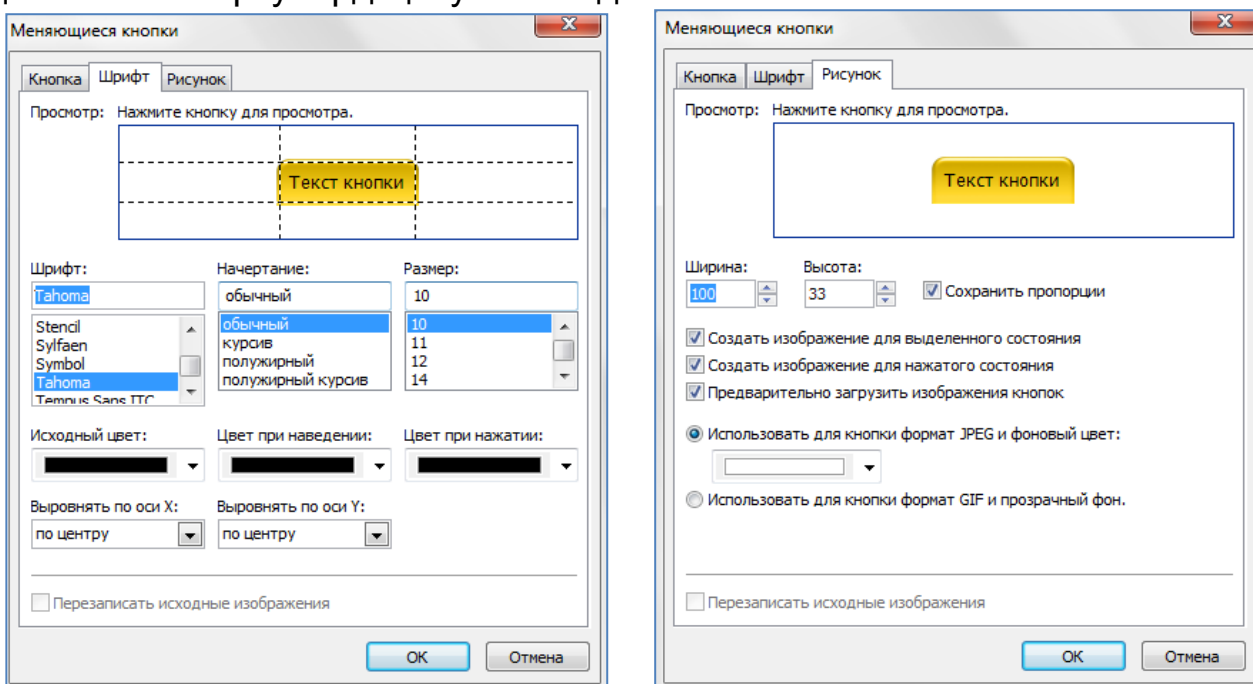 Меняющиеся кнопки
Кнопка Шрифт Рисунок
Просмотр: Нажмите кнопку для просмотра.
Текст кнопки
Шрифт: Начертание: Размер:
Tahoma обычный 10
Stencil обычный 10
Sylfaen курсив 11
Symbol полужирный 12
Tahoma полужирный курсив 14
Tempus Sans ITC
Исходный цвет: Цвет при наведении: Цвет при нажатии:
Выровнять по оси X: Выровнять по оси Y:
по центру по центру
Перезаписать исходные изображения
ОК Отмена
Меняющиеся кнопки
Кнопка Шрифт Рисунок
Просмотр: Нажмите кнопку для просмотра.
Текст кнопки
Ширина: Высота:
100 33 Сохранить пропорции
Создать изображение для выделенного состояния
Создать изображение для нажатого состояния
Предварительно загрузить изображения кнопок
Использовать для кнопки формат JPEG и фоновый цвет:
Использовать для кнопки формат GIF и прозрачный фон.
Перезаписать исходные изображения
ОК Отмена